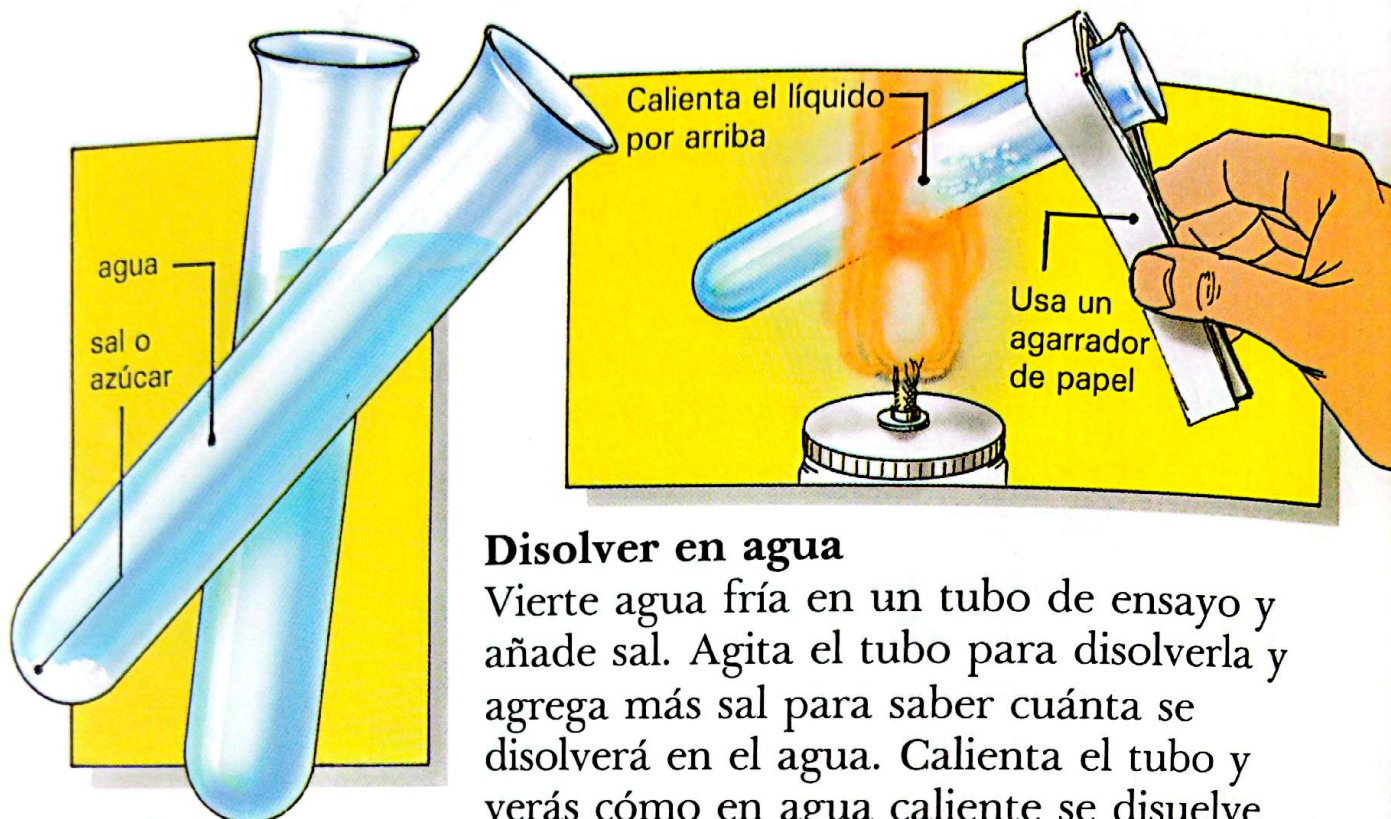 agua
sal o
azúcar
Calienta el líquido
por arriba
Usa un
agarrador
de papel
Disolver en agua
Vierte agua fría en un tubo de ensayo y
añade sal. Agita el tubo para disolverla y
agrega más sal para saber cuánta se
disolverá en el agua. Calienta el tubo y
verás cómo en agua caliente se disuelve